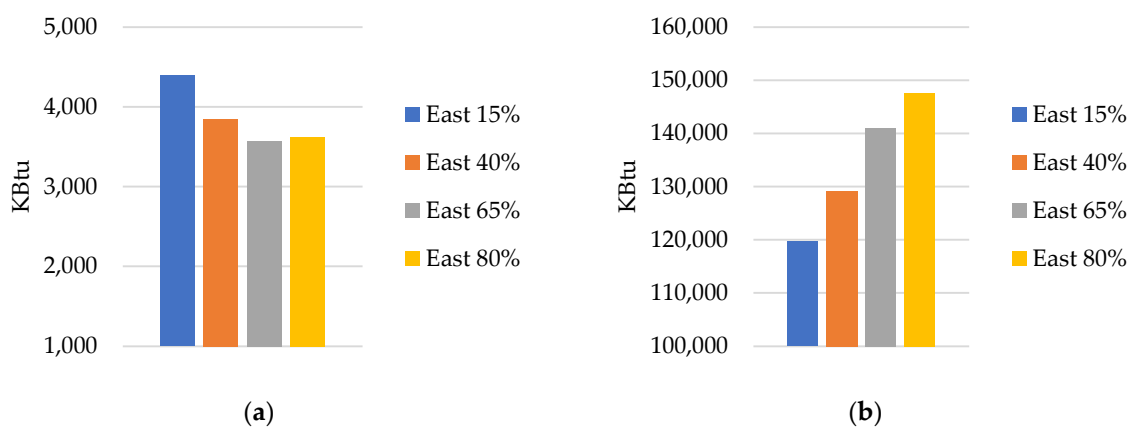 5,000
4,000
3,000
2,000
1,000
KBtu
East 15%
East 40%
East 65%
East 80%
(a)
160,000
150,000
140,000
130,000
120,000
110,000
100,000
KBtu
East 15%
East 40%
East 65%
East 80%
(b)